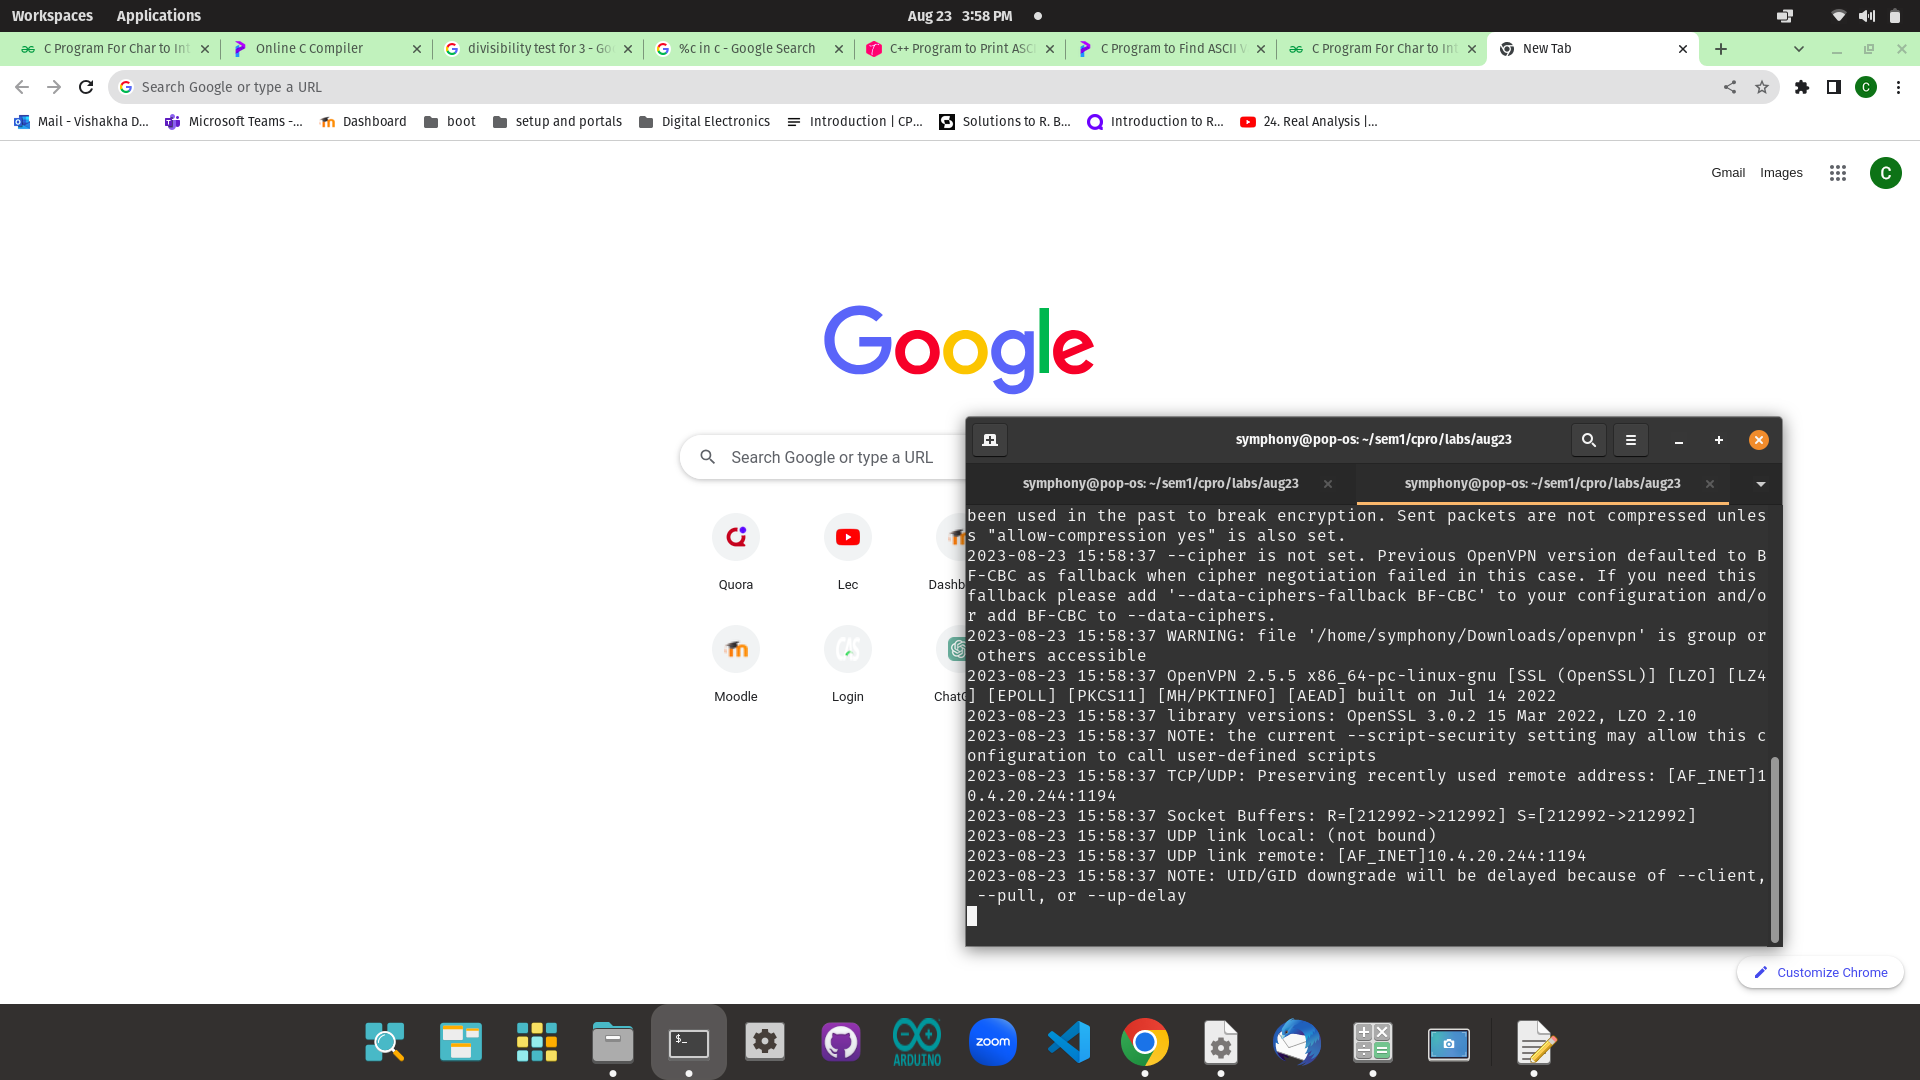 Workspaces Applications Aug 23 3:58 PM
C Program For Char to Int Online C Compiler divisibility test for 3 - Goo %c in c - Google Search C++ Program to Print ASCI C Program to Find ASCII V C Program For Char to Int New Tab
Search Google or type a URL C
Mail - Vishakha D... Microsoft Teams -... Dashboard boot setup and portals Digital Electronics Introduction | CP... Solutions to R. B... Introduction to R... 24. Real Analysis |...
Gmail Images C
Google
Search Google or type a URL
Quora Lec Dashb
Moodle Login ChatG
symphony@pop-os: ~/sem1/cpro/labs/aug23
symphony@pop-os: ~/sem1/cpro/labs/aug23 symphony@pop-os: ~/sem1/cpro/labs/aug23
been used in the past to break encryption. Sent packets are not compressed unles
s "allow-compression yes" is also set.
2023-08-23 15:58:37 --cipher is not set. Previous OpenVPN version defaulted to B
F-CBC as fallback when cipher negotiation failed in this case. If you need this
fallback please add '--data-ciphers-fallback BF-CBC' to your configuration and/o
r add BF-CBC to --data-ciphers.
2023-08-23 15:58:37 WARNING: file '/home/symphony/Downloads/openvpn' is group or
others accessible
2023-08-23 15:58:37 OpenVPN 2.5.5 x86_64-pc-linux-gnu [SSL (OpenSSL)] [LZO] [LZ4
] [EPOLL] [PKCS11] [MH/PKTINFO] [AEAD] built on Jul 14 2022
2023-08-23 15:58:37 library versions: OpenSSL 3.0.2 15 Mar 2022, LZO 2.10
2023-08-23 15:58:37 NOTE: the current --script-security setting may allow this c
onfiguration to call user-defined scripts
2023-08-23 15:58:37 TCP/UDP: Preserving recently used remote address: [AF_INET]1
0.4.20.244:1194
2023-08-23 15:58:37 Socket Buffers: R=[212992->212992] S=[212992->212992]
2023-08-23 15:58:37 UDP link local: (not bound)
2023-08-23 15:58:37 UDP link remote: [AF_INET]10.4.20.244:1194
2023-08-23 15:58:37 NOTE: UID/GID downgrade will be delayed because of --client,
--pull, or --up-delay
Customize Chrome
$_ ARDUINO zoom